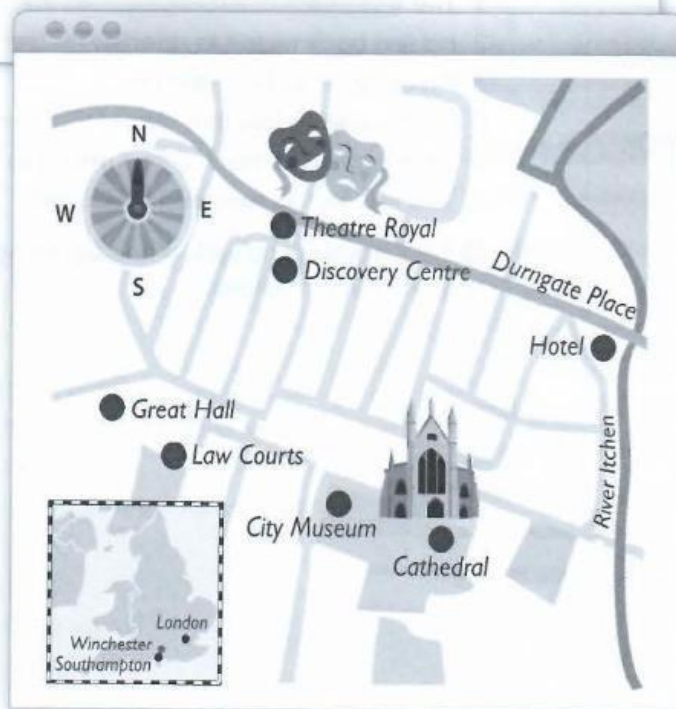 N
W E
S
Theatre Royal
Discovery Centre
Durngate Place
Hotel
Great Hall
Law Courts
River Itchen
City Museum
Cathedral
London
Winchester
Southampton